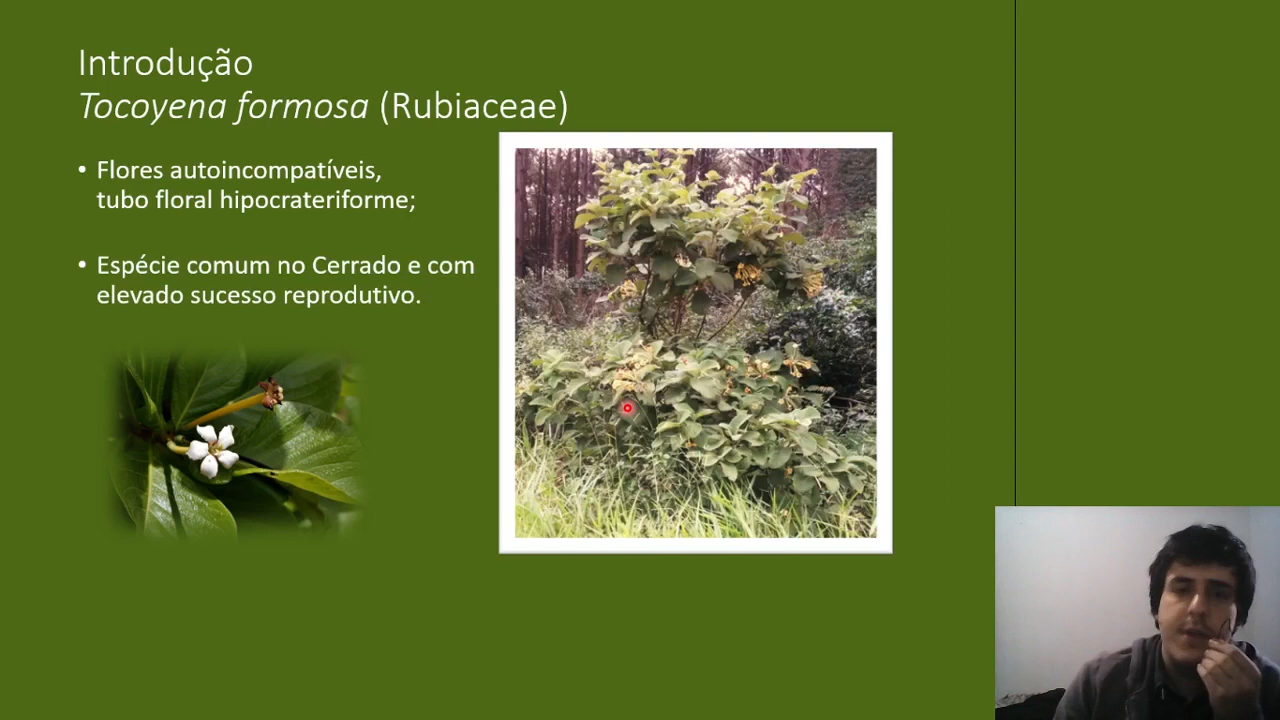 Introdução
Tocoyena formosa (Rubiaceae)
• Flores autoincompatíveis,
tubo floral hipocrateriforme;
• Espécie comum no Cerrado e com
elevado sucesso reprodutivo.